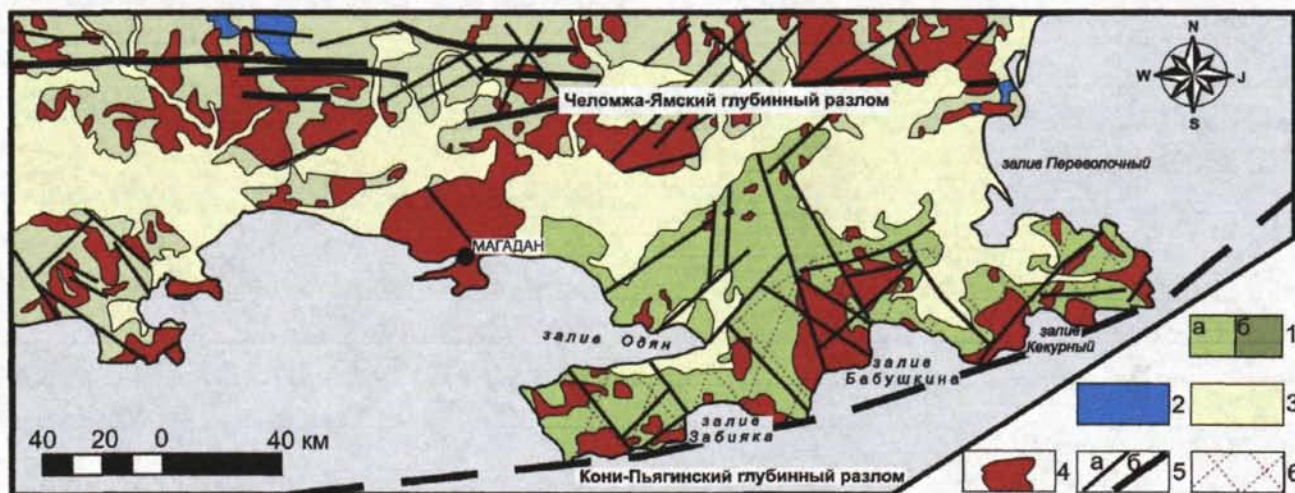 N
W J
S
Челомжа-Ямский глубинный разлом
залив Переволочный
МАГАДАН
залив Одян
залив
Кекурный
залив
Бабушкина
залив
Забияка
Кони-Пьягинский глубинный разлом
40 20 0 40 км
а б 1
2 3
4 а б 5 6